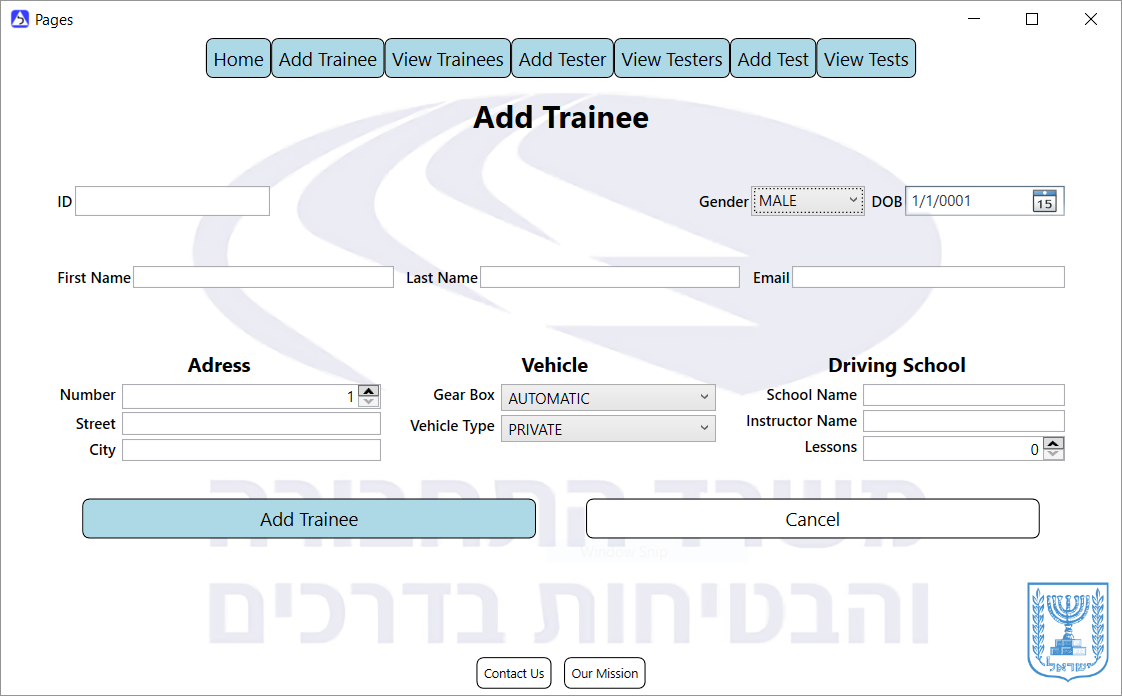 Pages
Home Add Trainee View Trainees Add Tester View Testers Add Test View Tests
Add Trainee
ID Gender MALE DOB 1/1/0001 15
First Name Last Name Email
Adress Vehicle Driving School
Number 1 Gear Box AUTOMATIC School Name
Street Vehicle Type PRIVATE Instructor Name
City Lessons 0
משרד התחבורה
Add Trainee Cancel
Window Snip
והבטיחות בדרכים
ישראל
Contact Us Our Mission